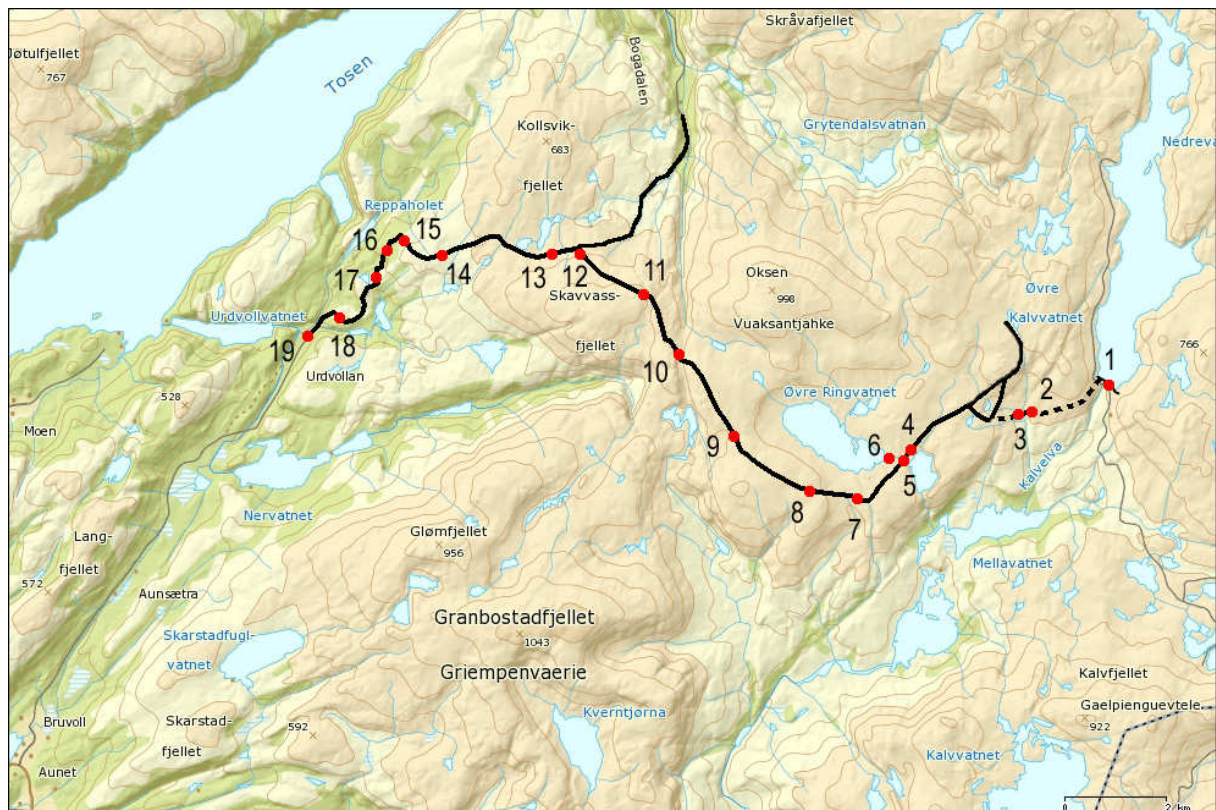 Skråvafjellet
Jøtulfjellet
767
Tosen
Bogadalen
Kollsvik-
683
fjellet
Grytendalsvatnan
Nedreva
Reppaholet
16
15
14
13
12
11
17
Skavvass-
fjellet
Oksen
998
Vuaksantjahke
Øvre
Kalvvatnet
Urdvollvatnet
19
18
Urdvollan
10
766
1
528
Øvre Ringvatnet
2
3
4
Moen
9
6
5
Kalvelva
8
7
Nervatnet
Glømfjellet
956
Lang-
fjellet
572
Mellavatnet
Aunsætra
Granbostadfjellet
1043
Griempenvaerie
Skarstadfugl-
vatnet
Kalvfjellet
Gaelpienguevtele
922
Bruvoll
Skarstad-
fjellet
592
Kverntjørna
Kalvvatnet
Aunet
0
2 km